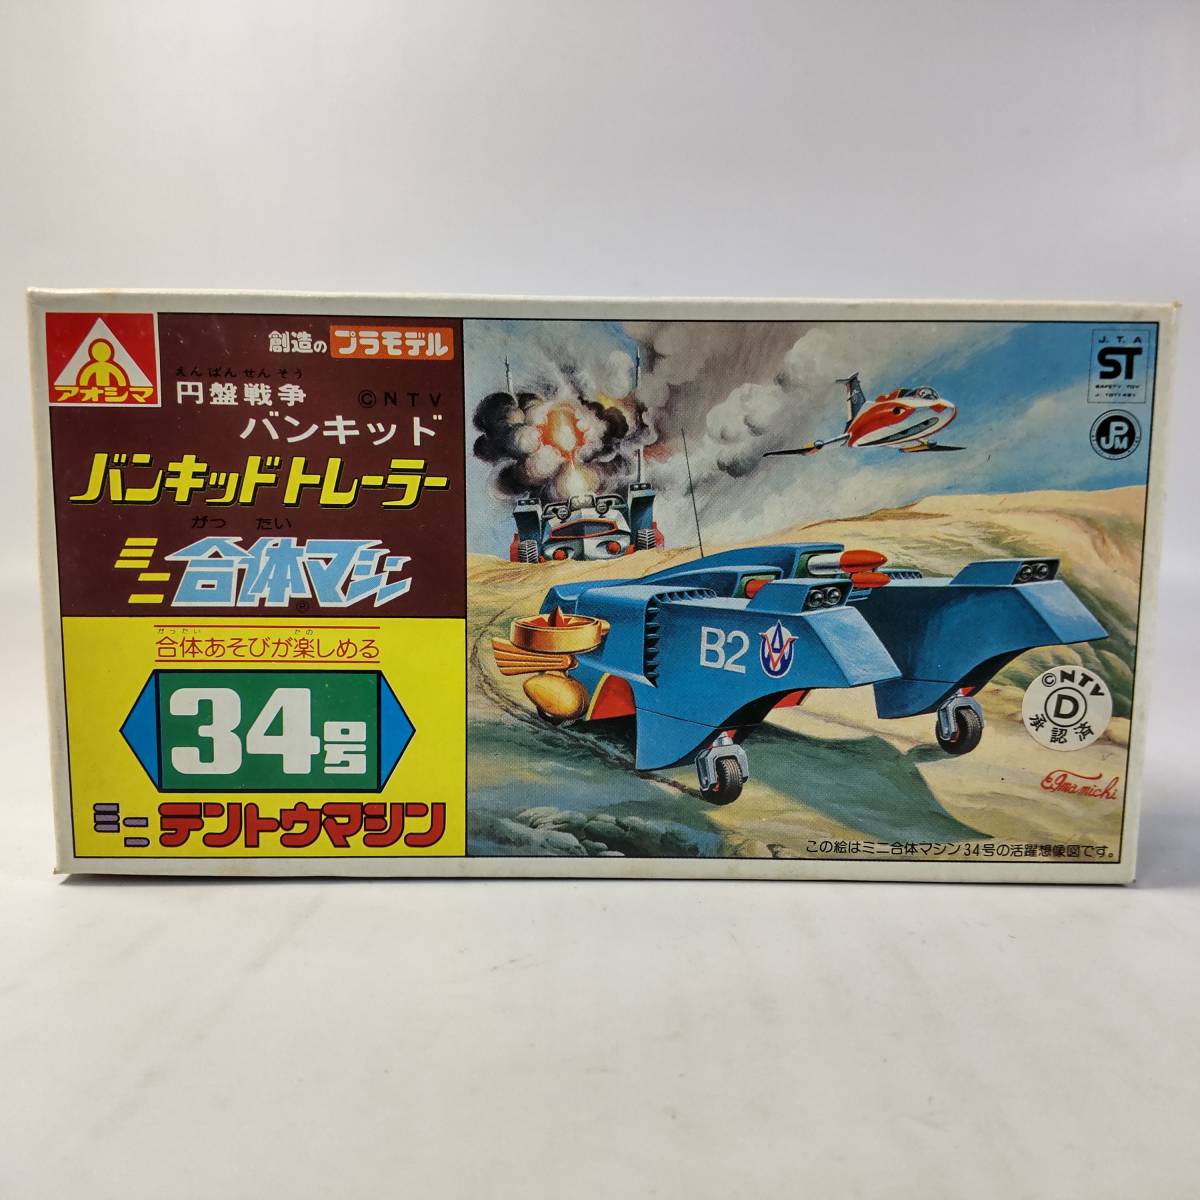 アオシマ
創造のプラモデル
えんばんせんそう
円盤戦争
©NTV
バンキッド
バンキッドトレーラー
がったい
ミニ合体マシン®
がったい たの
合体あそびが楽しめる
34号
ミニテントウマシン
J.T.A
ST
SAFETY TOY
PJM
B2
©NTV
D
承認済
E.Imamichi
この絵はミニ合体マシン34号の活躍想像図です。